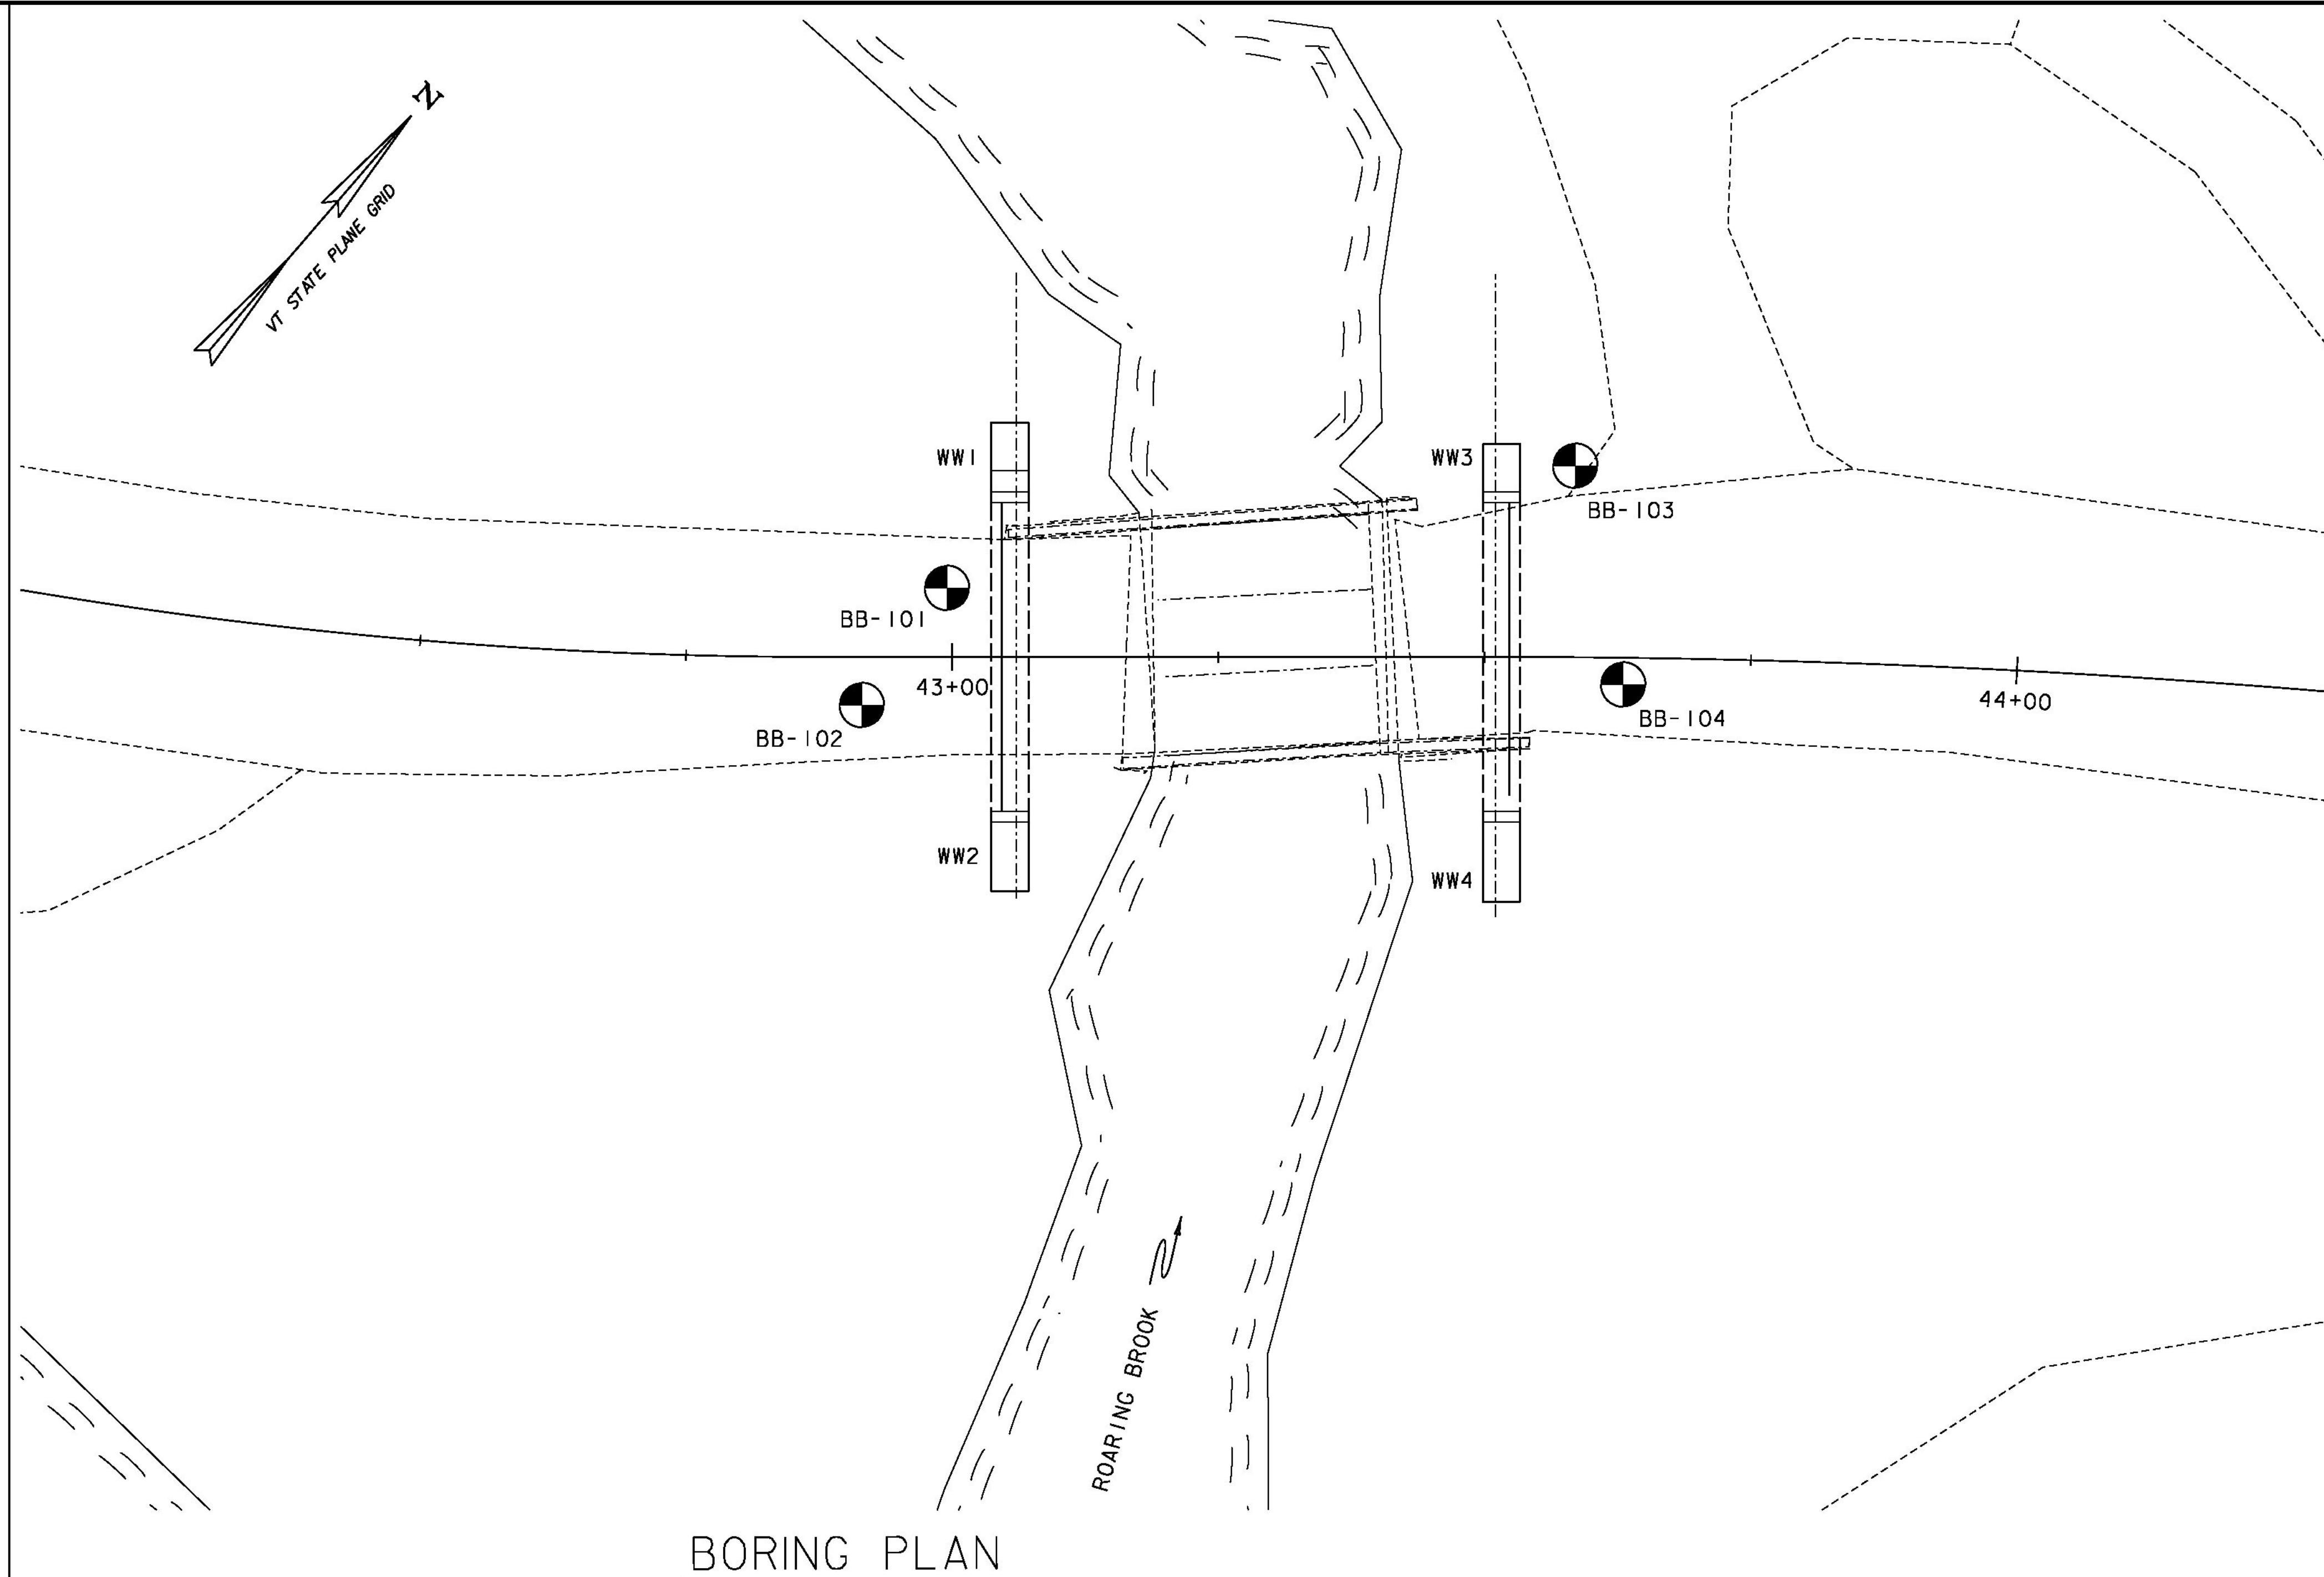 N
VT STATE PLANE GRID
WW1
WW3
BB-103
BB-101
43+00
BB-102
BB-104
44+00
WW2
WW4
ROARING BROOK
BORING PLAN